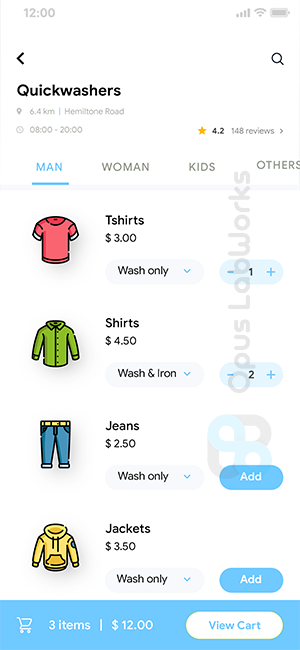 12:00
Quickwashers
6.4 km | Hemiltone Road
08:00 - 20:00
4.2 148 reviews
MAN WOMAN KIDS OTHERS
Tshirts
$ 3.00
Wash only
− 1 +
Shirts
$ 4.50
Wash & Iron
− 2 +
Jeans
$ 2.50
Wash only
Add
Jackets
$ 3.50
Wash only
Add
3 items | $ 12.00
View Cart
Opus LabWorks